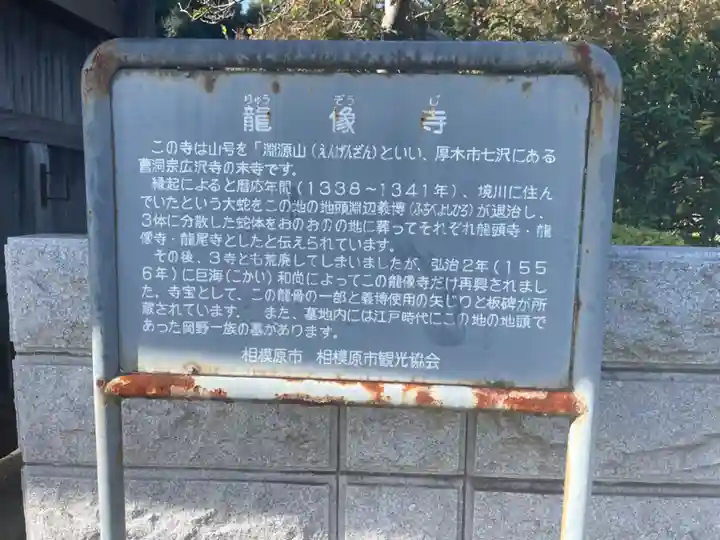 りゅう ぞう じ
龍像寺
この寺は山号を「淵源山(えんげんざん)といい、厚木市七沢にある
曹洞宗広沢寺の末寺です。
縁起によると暦応年間(1338～1341年)、境川に住ん
でいたという大蛇をこの地の地頭淵辺義博(ふちべよしひろ)が退治し、
3体に分散した蛇体をおのおのの地に葬ってそれぞれ龍頭寺・龍
像寺・龍尾寺としたと伝えられています。
その後、3寺とも荒廃してしまいましたが、弘治2年(155
6年)に巨海(こかい)和尚によってこの龍像寺だけ再興されまし
た。寺宝として、この龍骨の一部と義博使用の矢じりと板碑が所
蔵されています。 また、墓地内には江戸時代にこの地の地頭で
あった岡野一族の墓があります。
相模原市 相模原市観光協会